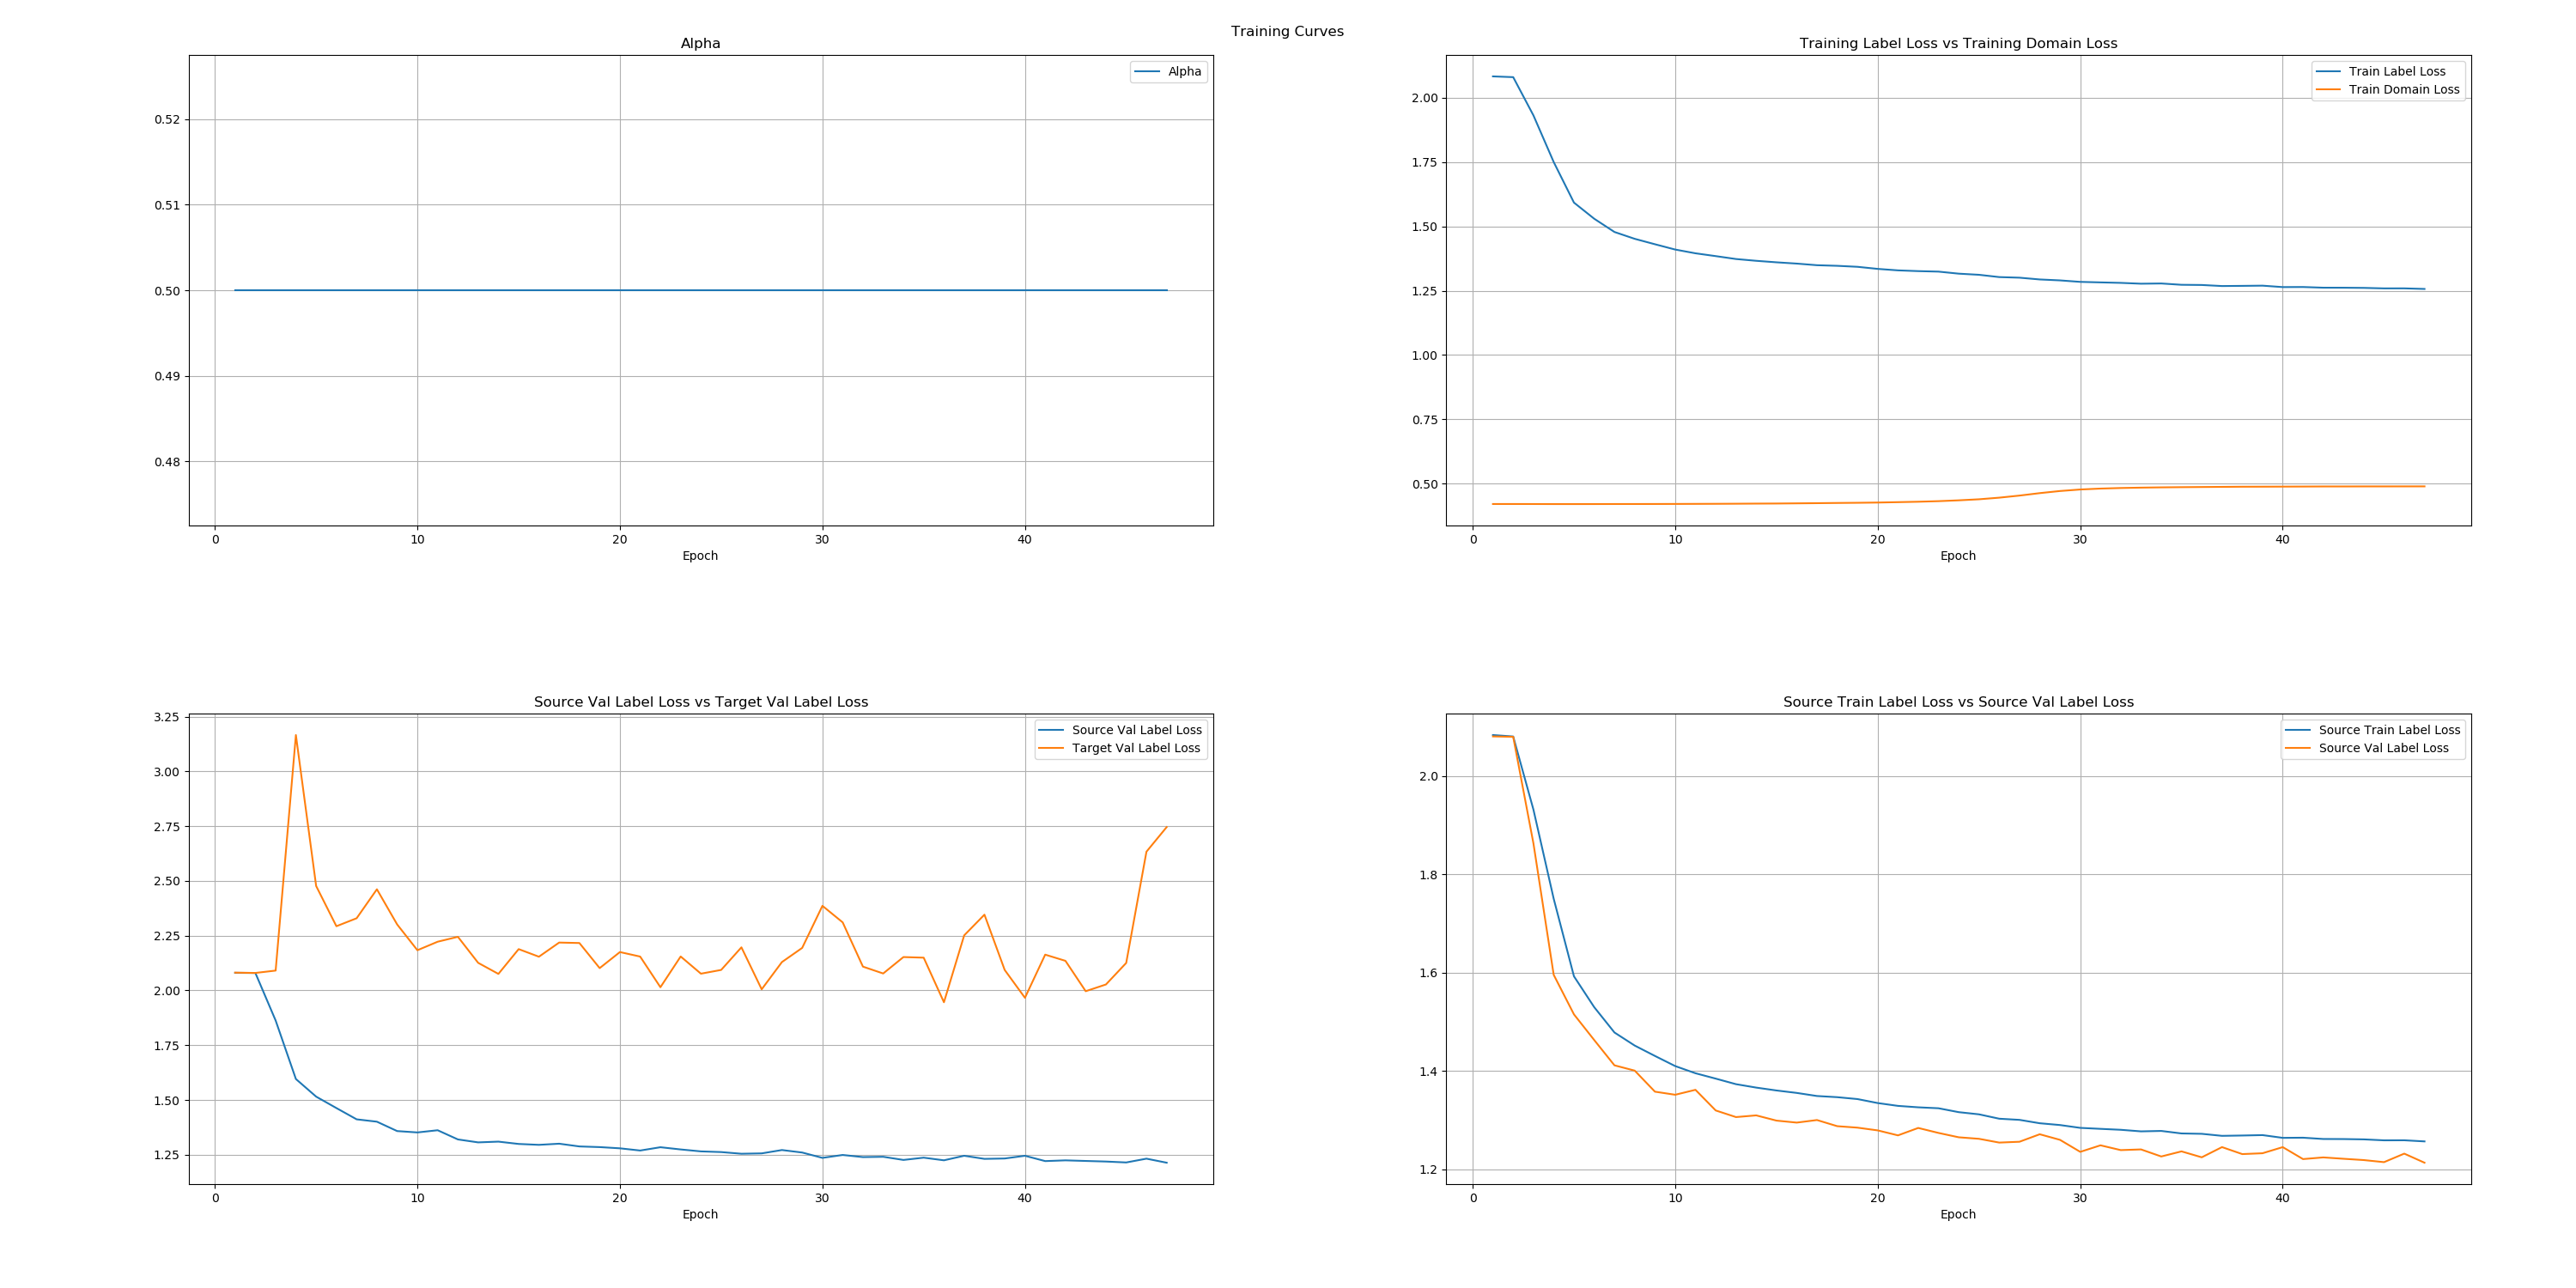 Training Curves
Alpha
Alpha
0.52
0.51
0.50
0.49
0.48
0 10 20 30 40
Epoch
Training Label Loss vs Training Domain Loss
Train Label Loss
Train Domain Loss
2.00
1.75
1.50
1.25
1.00
0.75
0.50
0 10 20 30 40
Epoch
Source Val Label Loss vs Target Val Label Loss
Source Val Label Loss
Target Val Label Loss
3.25
3.00
2.75
2.50
2.25
2.00
1.75
1.50
1.25
0 10 20 30 40
Epoch
Source Train Label Loss vs Source Val Label Loss
Source Train Label Loss
Source Val Label Loss
2.0
1.8
1.6
1.4
1.2
0 10 20 30 40
Epoch